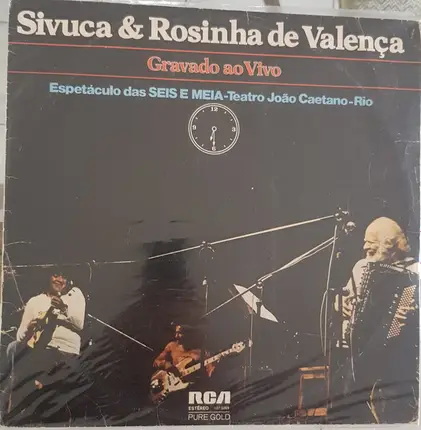 Sivuca & Rosinha de Valença
Gravado ao Vivo
Espetáculo das SEIS E MEIA-Teatro João Caetano-Rio
12
RCA
ESTÉREO
PURE GOLD